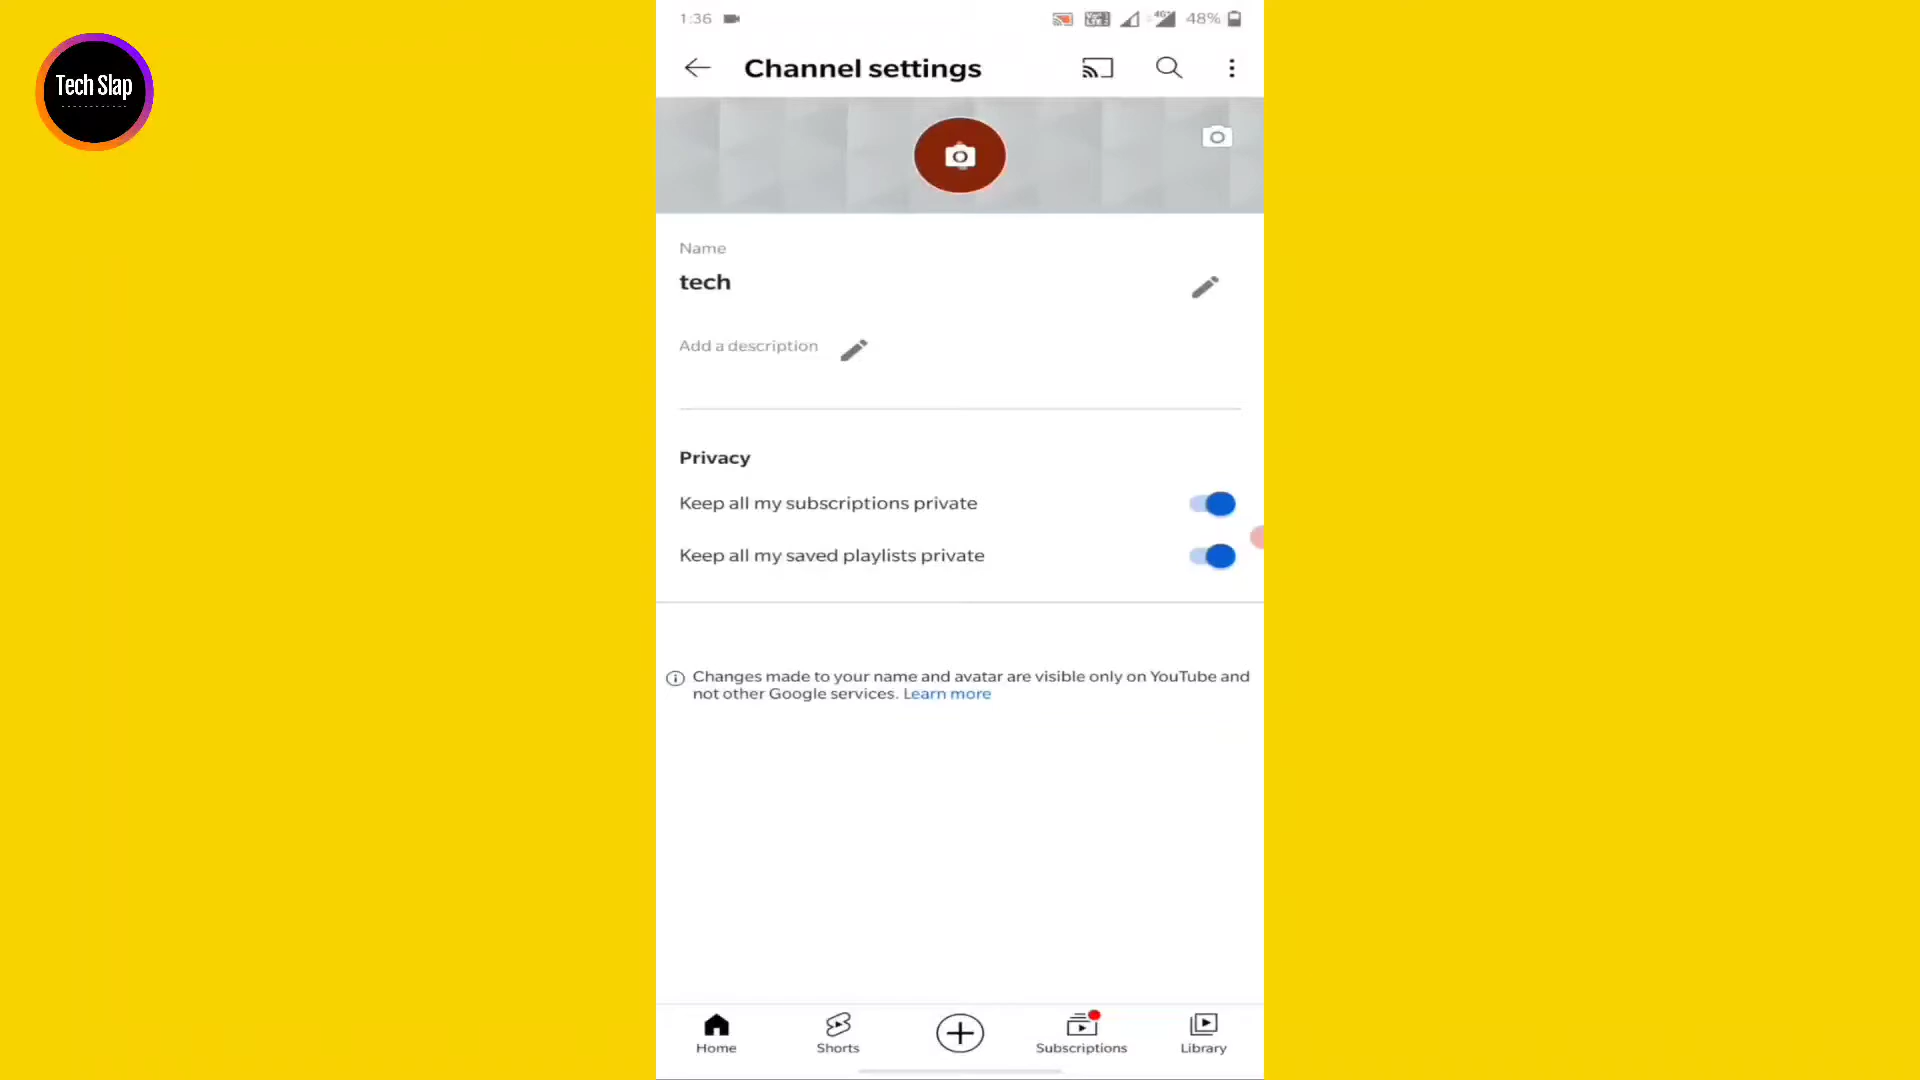 Tech Slap
1:36
48%
Channel settings
Name
tech
Add a description
Privacy
Keep all my subscriptions private
Keep all my saved playlists private
Changes made to your name and avatar are visible only on YouTube and
not other Google services. Learn more
Home
Shorts
Subscriptions
Library